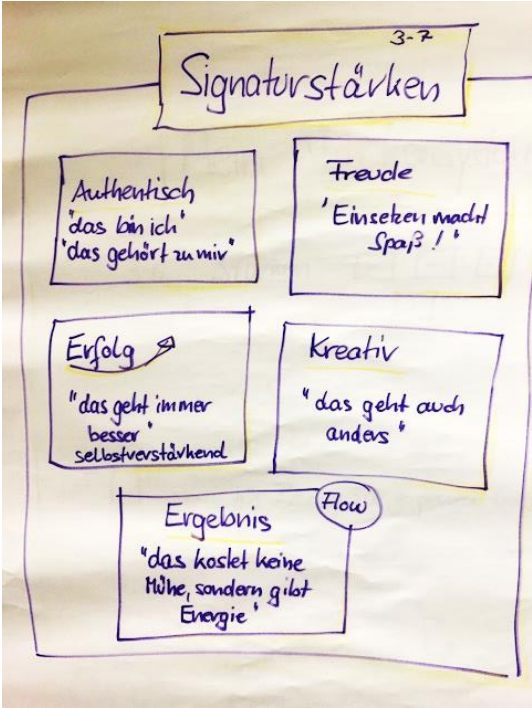 3-7
Signaturstärken
Authentisch
"das bin ich"
"das gehört zu mir"
Freude
"Einsetzen macht
Spaß!"
Erfolg
"das geht immer
besser"
selbstverstärkend
Kreativ
"das geht auch
anders"
Flow
Ergebnis
"das kostet keine
Mühe, sondern gibt
Energie"